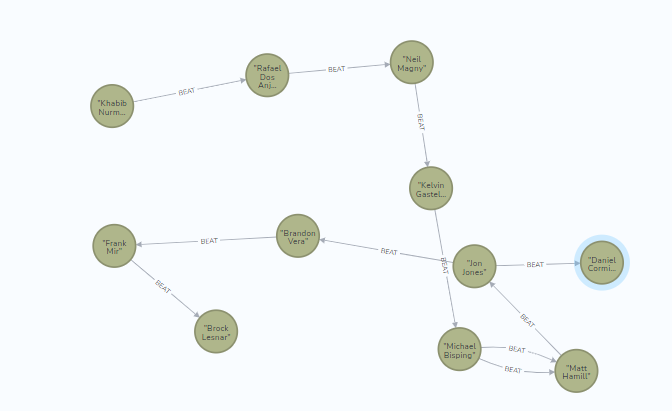 "Khabib
Nurm...
BEAT
"Rafael
Dos
Anj...
BEAT
"Neil
Magny"
BEAT
"Kelvin
Gastel...
BEAT
"Frank
Mir"
BEAT
"Brandon
Vera"
BEAT
"Jon
Jones"
BEAT
"Daniel
Cormi...
BEAT
"Brock
Lesnar"
"Michael
Bisping"
BEAT
BEAT
"Matt
Hamill"
BEAT